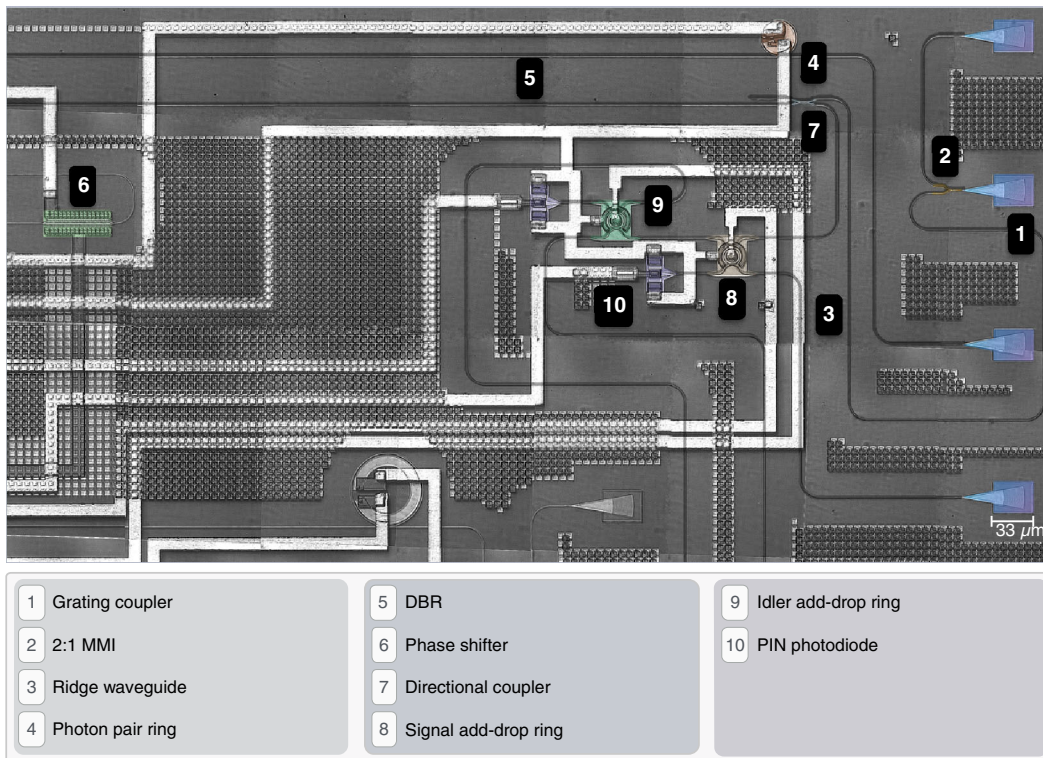 5
4
7
2
6
9
1
8
10
3
33 μm
1 Grating coupler
2 2:1 MMI
3 Ridge waveguide
4 Photon pair ring
5 DBR
6 Phase shifter
7 Directional coupler
8 Signal add-drop ring
9 Idler add-drop ring
10 PIN photodiode